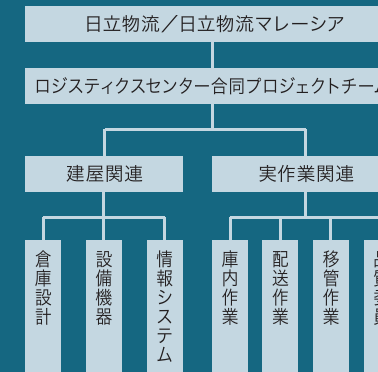 日立物流／日立物流マレーシア
ロジスティクスセンター合同プロジェクトチー
建屋関連
実作業関連
倉庫設計
設備機器
情報システム
庫内作業
配送作業
移管作業